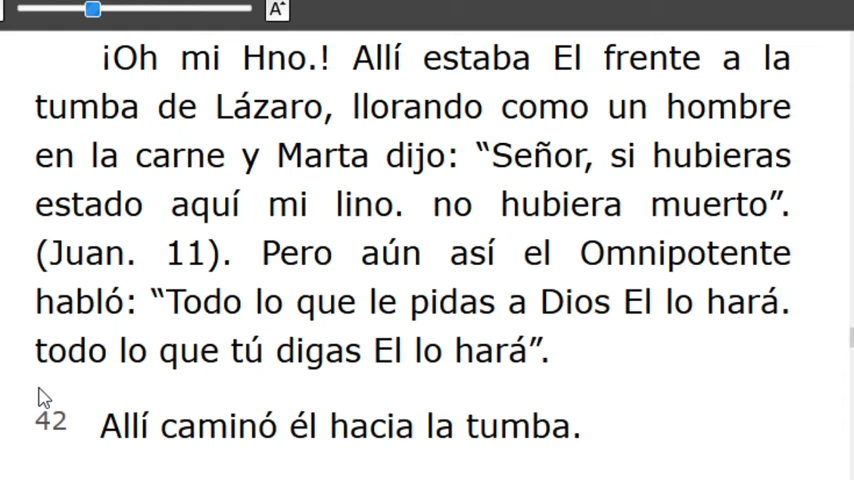 A
¡Oh mi Hno.! Allí estaba El frente a la
tumba de Lázaro, llorando como un hombre
en la carne y Marta dijo: “Señor, si hubieras
estado aquí mi lino. no hubiera muerto”.
(Juan. 11). Pero aún así el Omnipotente
habló: “Todo lo que le pidas a Dios El lo hará.
todo lo que tú digas El lo hará”.
42 Allí caminó él hacia la tumba.